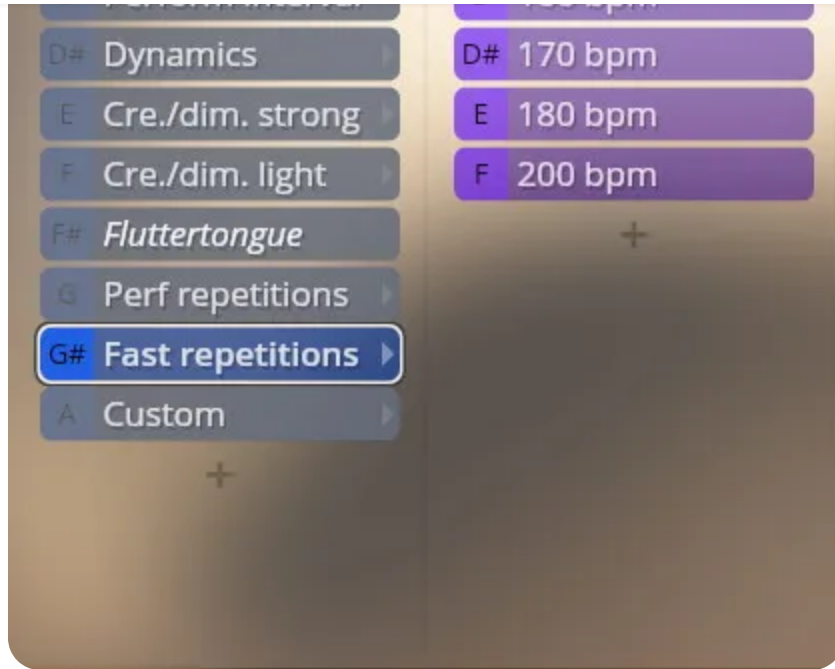 D# Dynamics
E Cre./dim. strong
F Cre./dim. light
F# Fluttertongue
G Perf repetitions
G# Fast repetitions
A Custom
+
D# 170 bpm
E 180 bpm
F 200 bpm
+